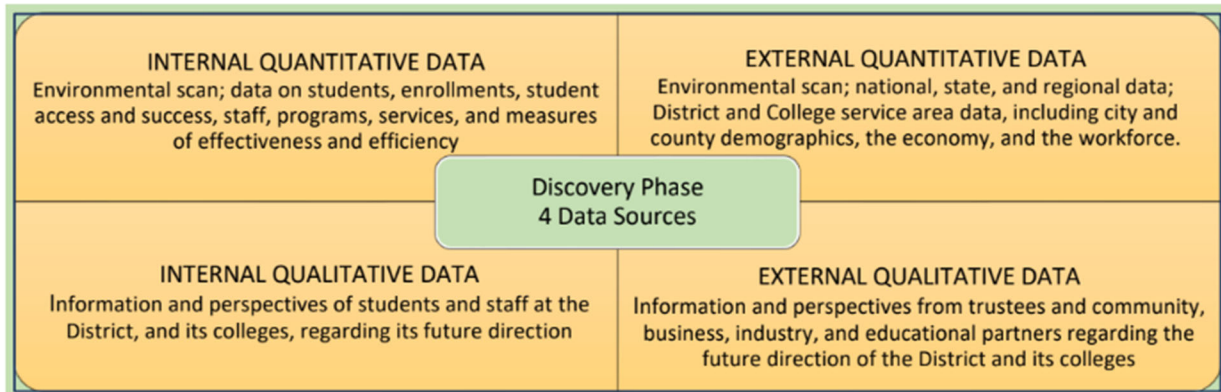 INTERNAL QUANTITATIVE DATA
Environmental scan; data on students, enrollments, student
access and success, staff, programs, services, and measures
of effectiveness and efficiency
EXTERNAL QUANTITATIVE DATA
Environmental scan; national, state, and regional data;
District and College service area data, including city and
county demographics, the economy, and the workforce.
Discovery Phase
4 Data Sources
INTERNAL QUALITATIVE DATA
Information and perspectives of students and staff at the
District, and its colleges, regarding its future direction
EXTERNAL QUALITATIVE DATA
Information and perspectives from trustees and community,
business, industry, and educational partners regarding the
future direction of the District and its colleges